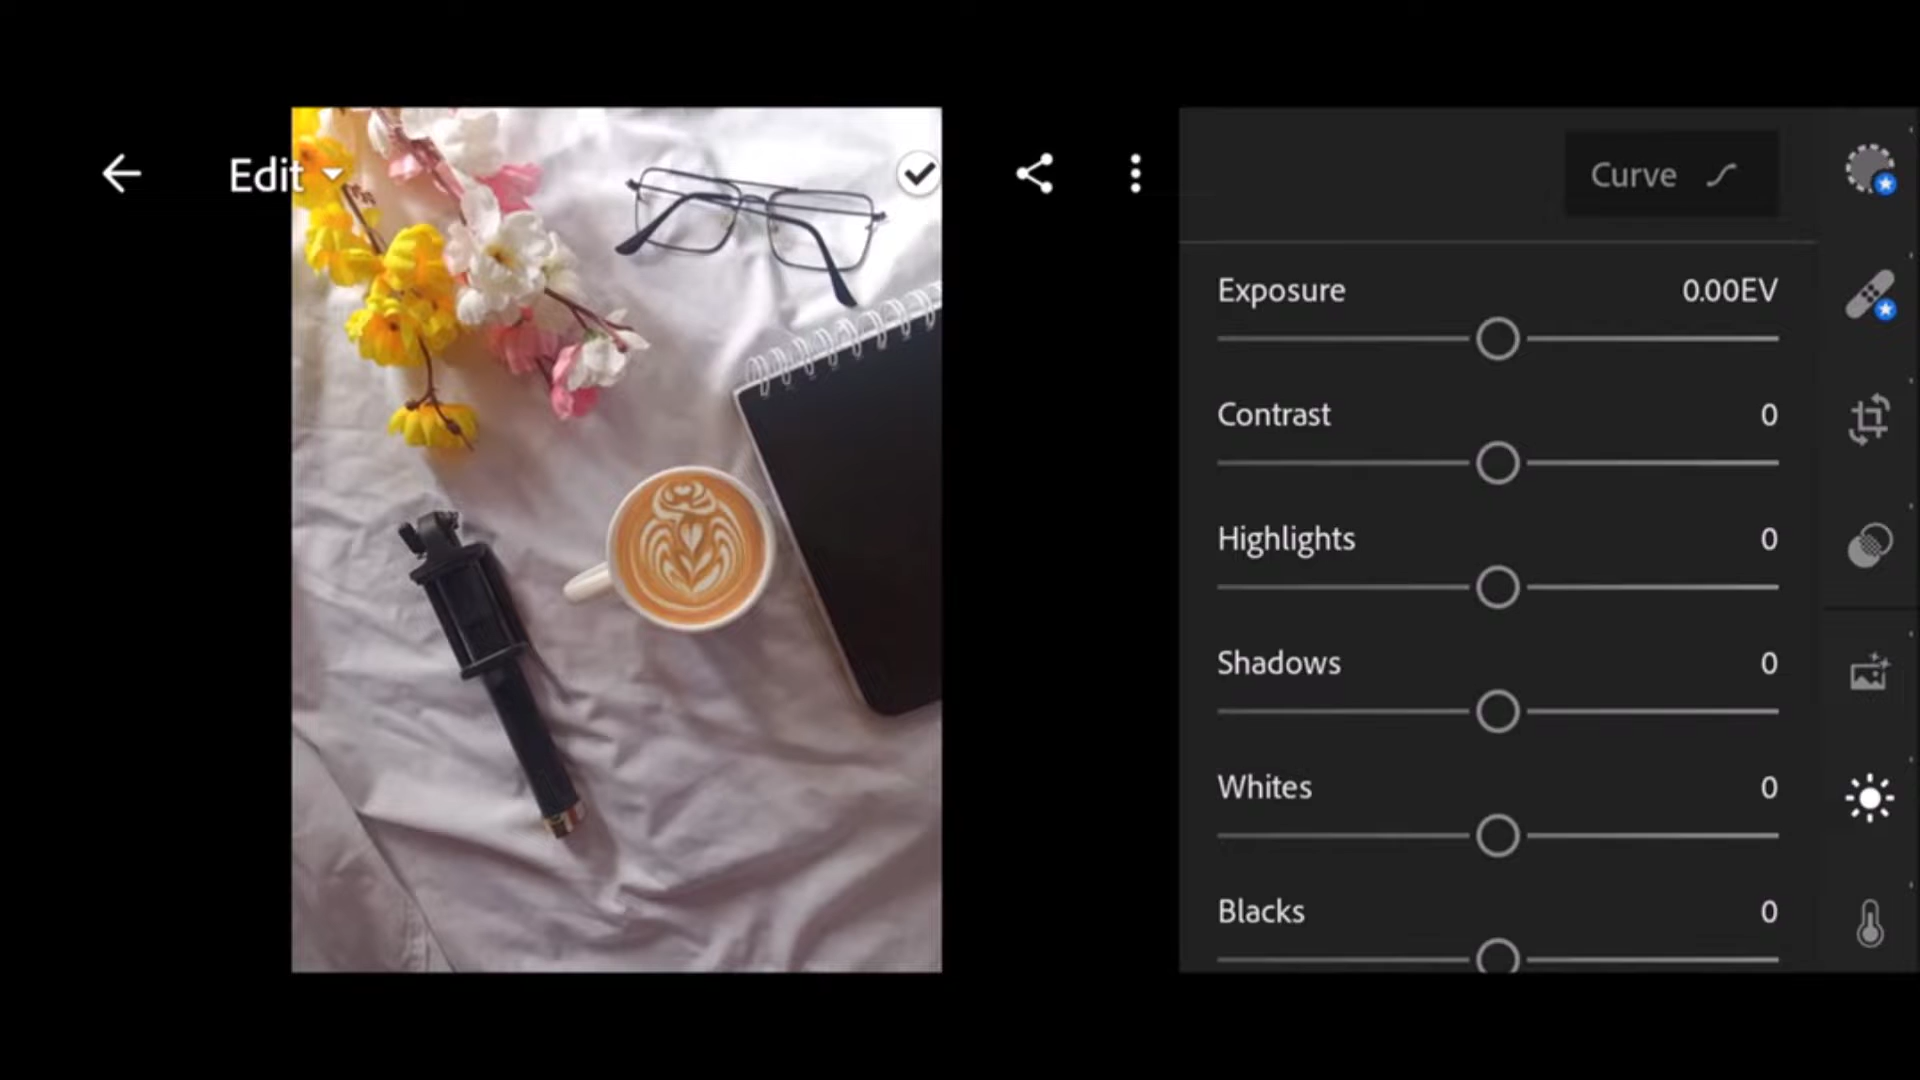 Edit
Curve
Exposure 0.00EV
Contrast 0
Highlights 0
Shadows 0
Whites 0
Blacks 0